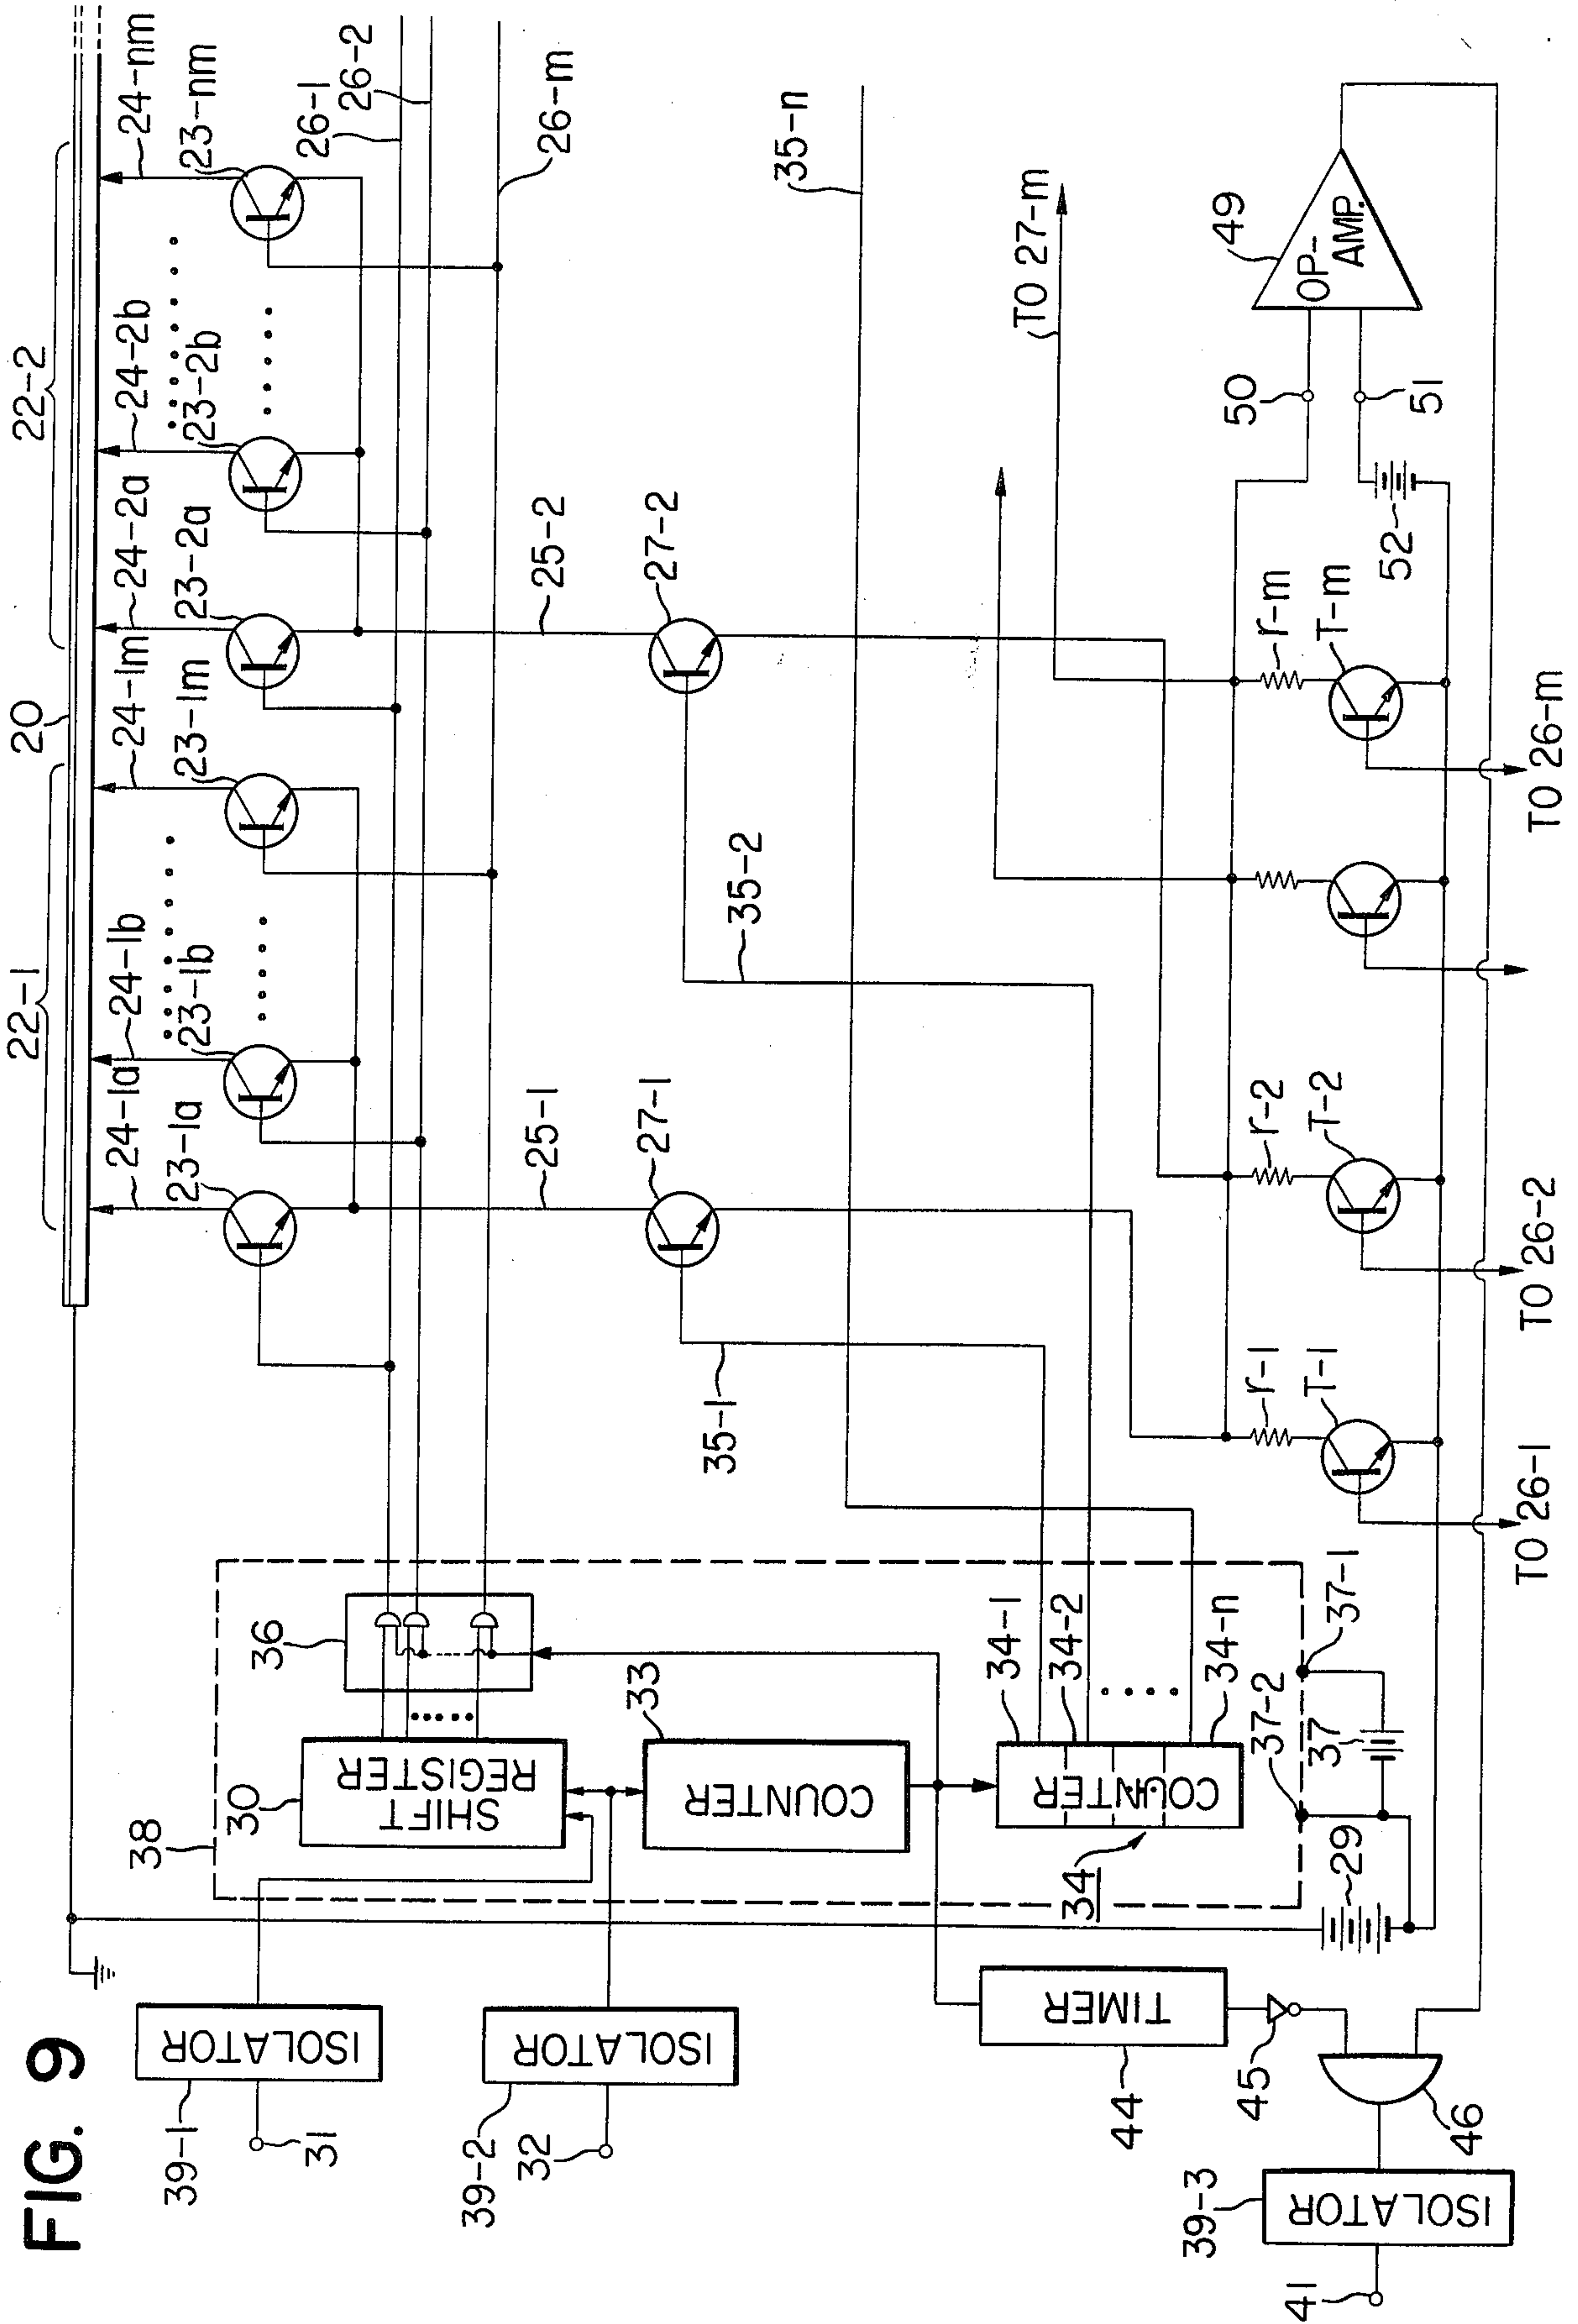 FIG. 9
20
22-1
22-2
24-1a
24-1b
24-1m
24-2a
24-2b
24-nm
23-1a
23-1b
23-1m
23-2a
23-2b
23-nm
26-1
26-2
26-m
25-1
25-2
27-1
27-2
35-1
35-2
35-n
38
30
SHIFT
REGISTER
36
33
COUNTER
34-1
34-2
34-n
COUNTER
34
37-1
37-2
37
29
39-1
ISOLATOR
31
39-2
ISOLATOR
32
44
TIMER
45
46
39-3
ISOLATOR
41
r-1
T-1
TO 26-1
r-2
T-2
TO 26-2
r-m
T-m
TO 26-m
TO 27-m
49
OP-
AMP.
50
51
52